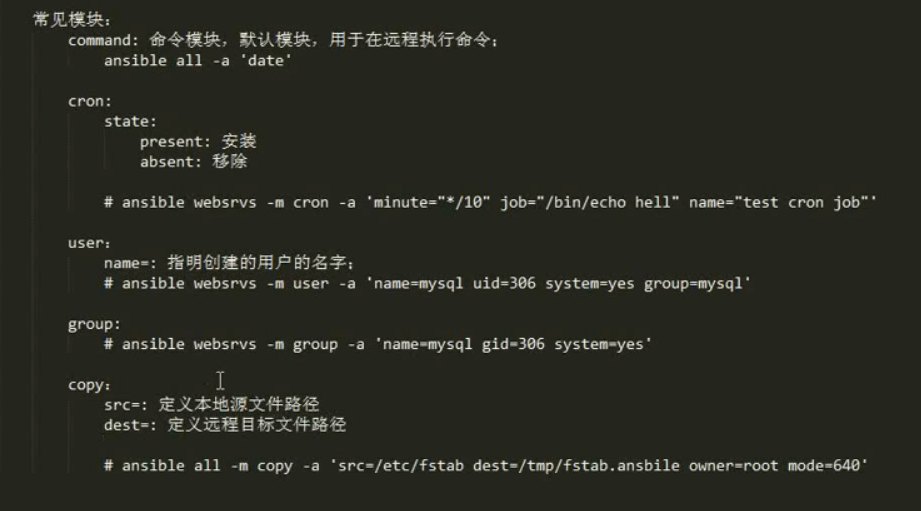 常见模块:
command: 命令模块，默认模块，用于在远程执行命令；
ansible all -a 'date'
cron:
state:
present: 安装
absent: 移除
# ansible websrvs -m cron -a 'minute="*/10" job="/bin/echo hell" name="test cron job"'
user:
name=: 指明创建的用户的名字；
# ansible websrvs -m user -a 'name=mysql uid=306 system=yes group=mysql'
group:
# ansible websrvs -m group -a 'name=mysql gid=306 system=yes'
copy:
src=: 定义本地源文件路径
dest=: 定义远程目标文件路径
# ansible all -m copy -a 'src=/etc/fstab dest=/tmp/fstab.ansbile owner=root mode=640'